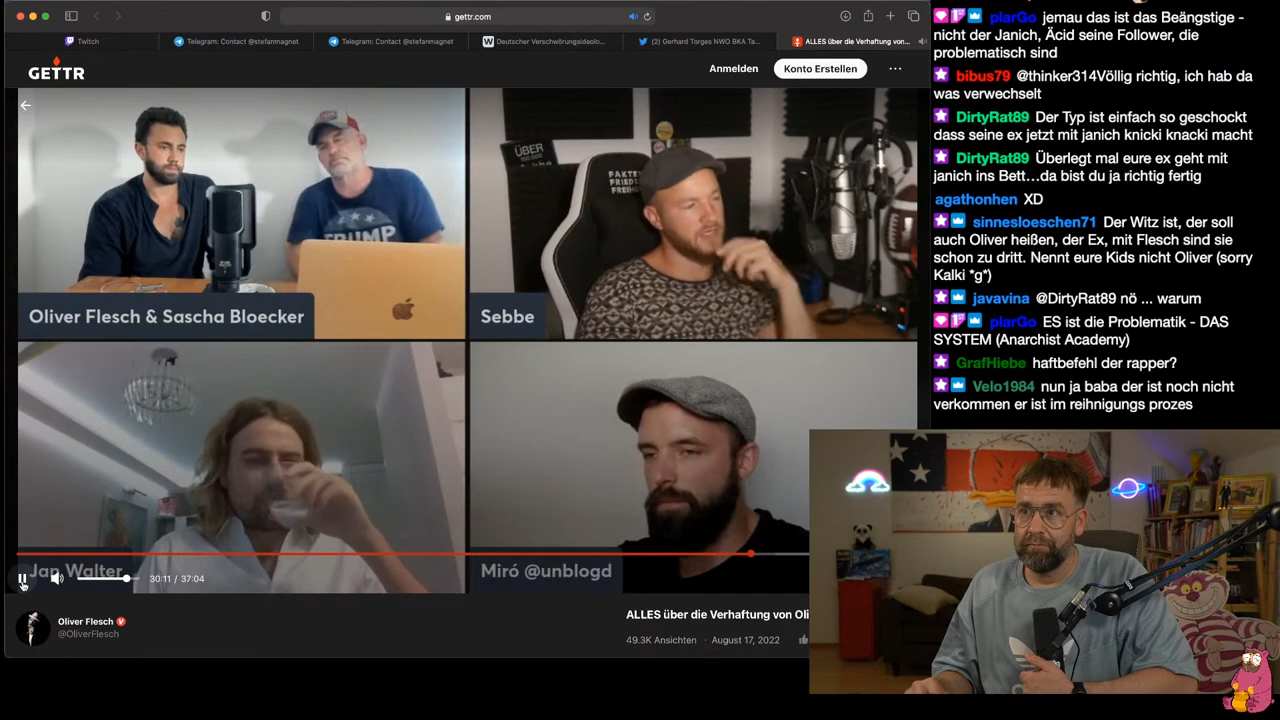 gettr.com
Twitch
Telegram: Contact @stefanmagnet
Telegram: Contact @stefanmagnet
W Deutscher Verschwörungsideolo...
(2) Gerhard Torges NWO BKA Ta...
ALLES über die Verhaftung von...
GETTR
Anmelden
Konto Erstellen
TRUMP
Oliver Flesch & Sascha Bloecker
ÜBER
100 000
FAKTEN
FRIEDEN
FREIHEIT
Sebbe
Jan Walter
Miró @unblogd
30:11 / 37:04
Oliver Flesch
@OliverFlesch
ALLES über die Verhaftung von Oli
49.3K Ansichten · August 17, 2022
plarGo jemau das ist das Beängstige -
nicht der Janich, Äcid seine Follower, die
problematisch sind
bibus79 @thinker314Völlig richtig, ich hab da
was verwechselt
DirtyRat89 Der Typ ist einfach so geschockt
dass seine ex jetzt mit janich knicki knacki macht
DirtyRat89 Überlegt mal eure ex geht mit
janich ins Bett…da bist du ja richtig fertig
agathonhen XD
sinnesloeschen71 Der Witz ist, der soll
auch Oliver heißen, der Ex, mit Flesch sind sie
schon zu dritt. Nennt eure Kids nicht Oliver (sorry
Kalki *g*)
javavina @DirtyRat89 nö ... warum
plarGo ES ist die Problematik - DAS
SYSTEM (Anarchist Academy)
GrafHiebe haftbefehl der rapper?
Velo1984 nun ja baba der ist noch nicht
verkommen er ist im reihnigungs prozes
adidas